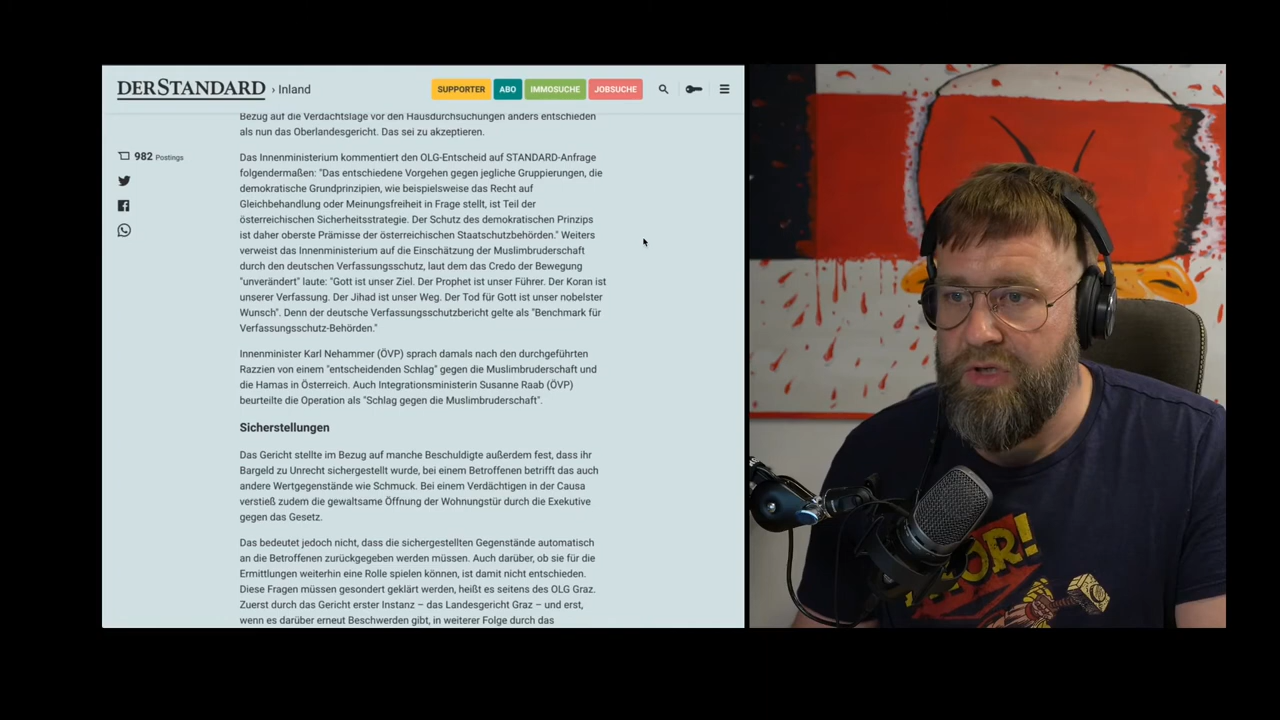 DERSTANDARD › Inland
SUPPORTER
ABO
IMMOSUCHE
JOBSUCHE
982 Postings
Bezug auf die Verdachtslage vor den Hausdurchsuchungen anders entschieden
als nun das Oberlandesgericht. Das sei zu akzeptieren.
Das Innenministerium kommentiert den OLG-Entscheid auf STANDARD-Anfrage
folgendermaßen: "Das entschiedene Vorgehen gegen jegliche Gruppierungen, die
demokratische Grundprinzipien, wie beispielsweise das Recht auf
Gleichbehandlung oder Meinungsfreiheit in Frage stellt, ist Teil der
österreichischen Sicherheitsstrategie. Der Schutz des demokratischen Prinzips
ist daher oberste Prämisse der österreichischen Staatschutzbehörden." Weiters
verweist das Innenministerium auf die Einschätzung der Muslimbruderschaft
durch den deutschen Verfassungsschutz, laut dem das Credo der Bewegung
"unverändert" laute: "Gott ist unser Ziel. Der Prophet ist unser Führer. Der Koran ist
unserer Verfassung. Der Jihad ist unser Weg. Der Tod für Gott ist unser nobelster
Wunsch". Denn der deutsche Verfassungsschutzbericht gelte als "Benchmark für
Verfassungsschutz-Behörden."
Innenminister Karl Nehammer (ÖVP) sprach damals nach den durchgeführten
Razzien von einem "entscheidenden Schlag" gegen die Muslimbruderschaft und
die Hamas in Österreich. Auch Integrationsministerin Susanne Raab (ÖVP)
beurteilte die Operation als "Schlag gegen die Muslimbruderschaft".
Sicherstellungen
Das Gericht stellte im Bezug auf manche Beschuldigte außerdem fest, dass ihr
Bargeld zu Unrecht sichergestellt wurde, bei einem Betroffenen betrifft das auch
andere Wertgegenstände wie Schmuck. Bei einem Verdächtigen in der Causa
verstieß zudem die gewaltsame Öffnung der Wohnungstür durch die Exekutive
gegen das Gesetz.
Das bedeutet jedoch nicht, dass die sichergestellten Gegenstände automatisch
an die Betroffenen zurückgegeben werden müssen. Auch darüber, ob sie für die
Ermittlungen weiterhin eine Rolle spielen können, ist damit nicht entschieden.
Diese Fragen müssen gesondert geklärt werden, heißt es seitens des OLG Graz.
Zuerst durch das Gericht erster Instanz – das Landesgericht Graz – und erst,
wenn es darüber erneut Beschwerden gibt, in weiterer Folge durch das